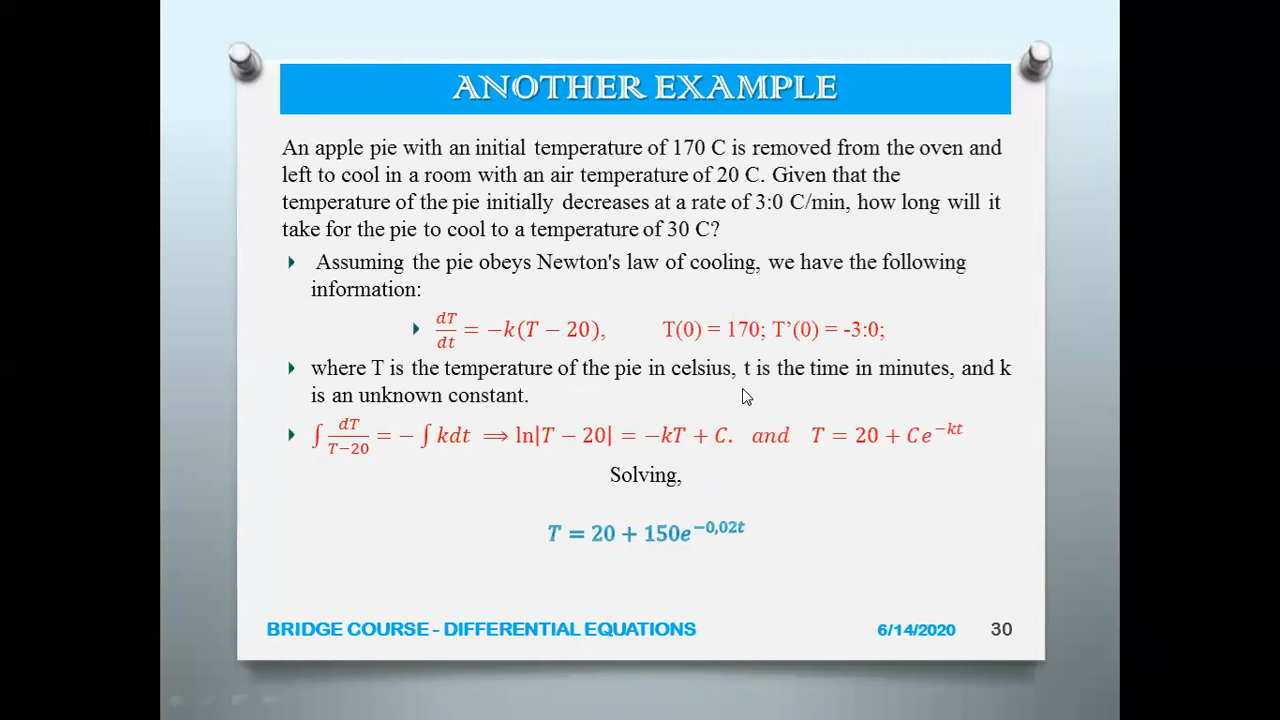 ANOTHER EXAMPLE
An apple pie with an initial temperature of 170 C is removed from the oven and
left to cool in a room with an air temperature of 20 C. Given that the
temperature of the pie initially decreases at a rate of 3:0 C/min, how long will it
take for the pie to cool to a temperature of 30 C?
Assuming the pie obeys Newton's law of cooling, we have the following
information:
dT/dt = −k(T − 20), T(0) = 170; T’(0) = -3:0;
where T is the temperature of the pie in celsius, t is the time in minutes, and k
is an unknown constant.
∫ dT/T−20 = − ∫ kdt ⟹ ln|T − 20| = −kT + C. and T = 20 + Ce^−kt
Solving,
T = 20 + 150e^−0,02t
BRIDGE COURSE - DIFFERENTIAL EQUATIONS 6/14/2020 30